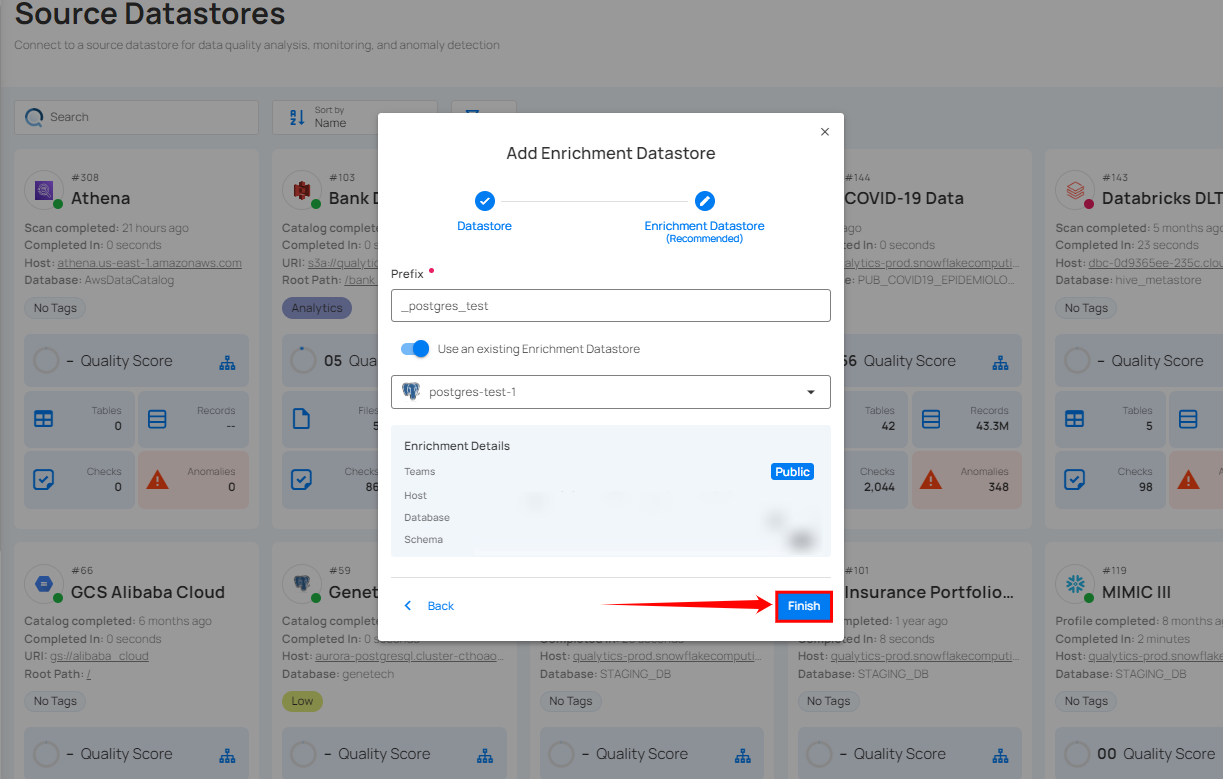 Source Datastores
Connect to a source datastore for data quality analysis, monitoring, and anomaly detection
Search
Sort by
Name
#308
Athena
Scan completed: 21 hours ago
Completed In: 0 seconds
Host: athena.us-east-1.amazonaws.com
Database: AwsDataCatalog
No Tags
– Quality Score
Tables
0
Records
--
Checks
0
Anomalies
0
#103
Bank D
Catalog complete
Completed In: 0 s
URI: s3a://qualytic
Root Path: /bank_
Analytics
05 Qua
Files
5
Checks
86
Add Enrichment Datastore
Datastore
Enrichment Datastore
(Recommended)
Prefix
_postgres_test
Use an existing Enrichment Datastore
postgres-test-1
Enrichment Details
Teams
Public
Host
Database
Schema
Back
Finish
#144
COVID-19 Data
ago
ed In: 0 seconds
alytics-prod.snowflakecomputi...
e: PUB_COVID19_EPIDEMIOLO...
56 Quality Score
Tables
42
Records
43.3M
Checks
2,044
Anomalies
348
#143
Databricks DLT
Scan completed: 5 months ago
Completed In: 23 seconds
Host: dbc-0d9365ee-235c.clou
Database: hive_metastore
No Tags
– Quality Score
Tables
5
Checks
98
#66
GCS Alibaba Cloud
Catalog completed: 6 months ago
Completed In: 0 seconds
URI: gs://alibaba_cloud
Root Path: /
No Tags
– Quality Score
#59
Genet
Catalog complete
Completed In: 0 s
Host: aurora-postgresql.cluster-cthoao...
Database: genetech
Low
– Quality Score
Host: qualytics-prod.snowflakecomputi...
Database: STAGING_DB
No Tags
– Quality Score
#101
Insurance Portfolio...
mpleted: 1 year ago
Completed In: 8 seconds
Host: qualytics-prod.snowflakecomputi...
Database: STAGING_DB
No Tags
– Quality Score
#119
MIMIC III
Profile completed: 8 months ag
Completed In: 2 minutes
Host: qualytics-prod.snowflake
Database: STAGING_DB
No Tags
00 Quality Score